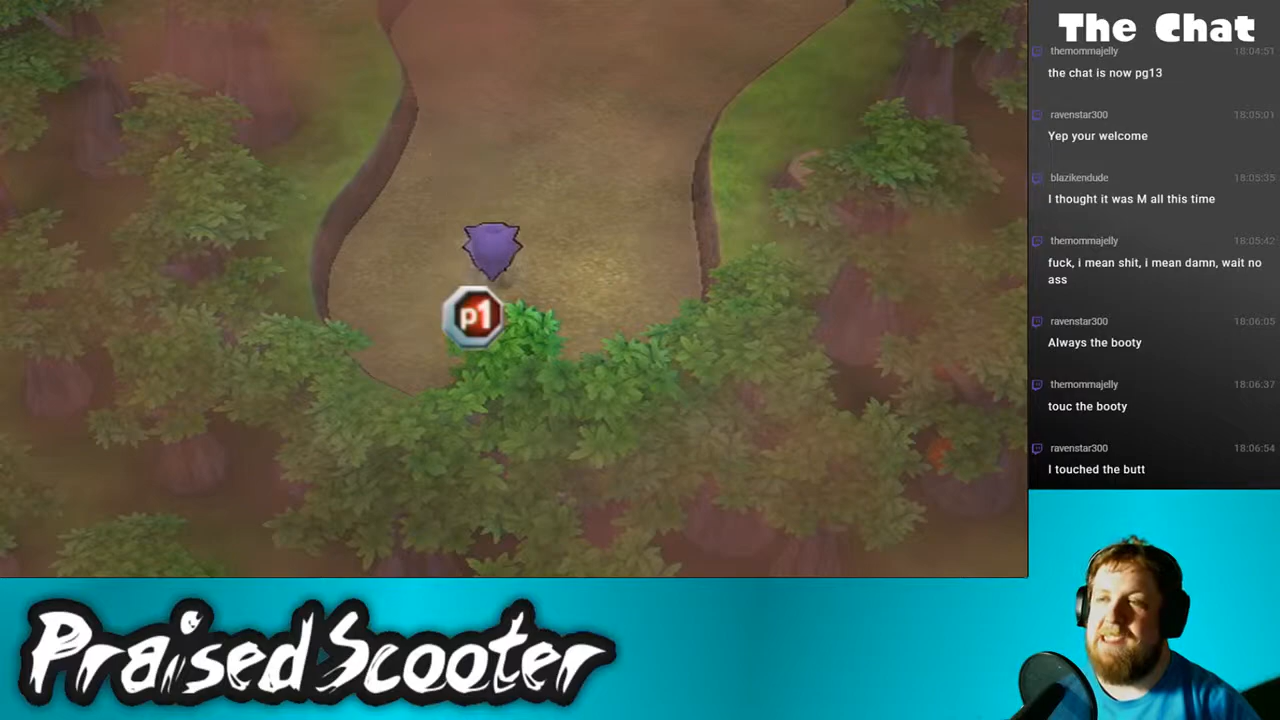 The Chat
themommajelly 18:04:51
the chat is now pg13
ravenstar300 18:05:01
Yep your welcome
blazikendude 18:05:35
I thought it was M all this time
themommajelly 18:05:42
fuck, i mean shit, i mean damn, wait no
ass
ravenstar300 18:06:05
Always the booty
themommajelly 18:06:37
touc the booty
ravenstar300 18:06:54
I touched the butt
p1
PraisedScooter